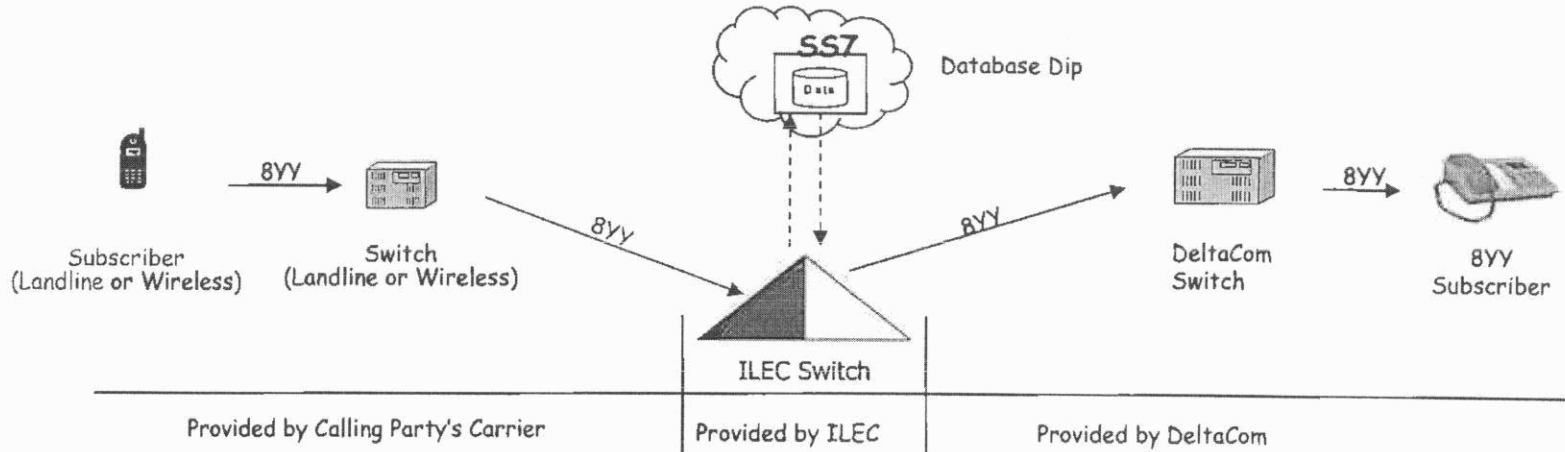 SS7
Data
Database Dip
8YY
8YY
8YY
8YY
Subscriber
(Landline or Wireless)
Switch
(Landline or Wireless)
DeltaCom
Switch
8YY
Subscriber
ILEC Switch
Provided by Calling Party's Carrier
Provided by ILEC
Provided by DeltaCom